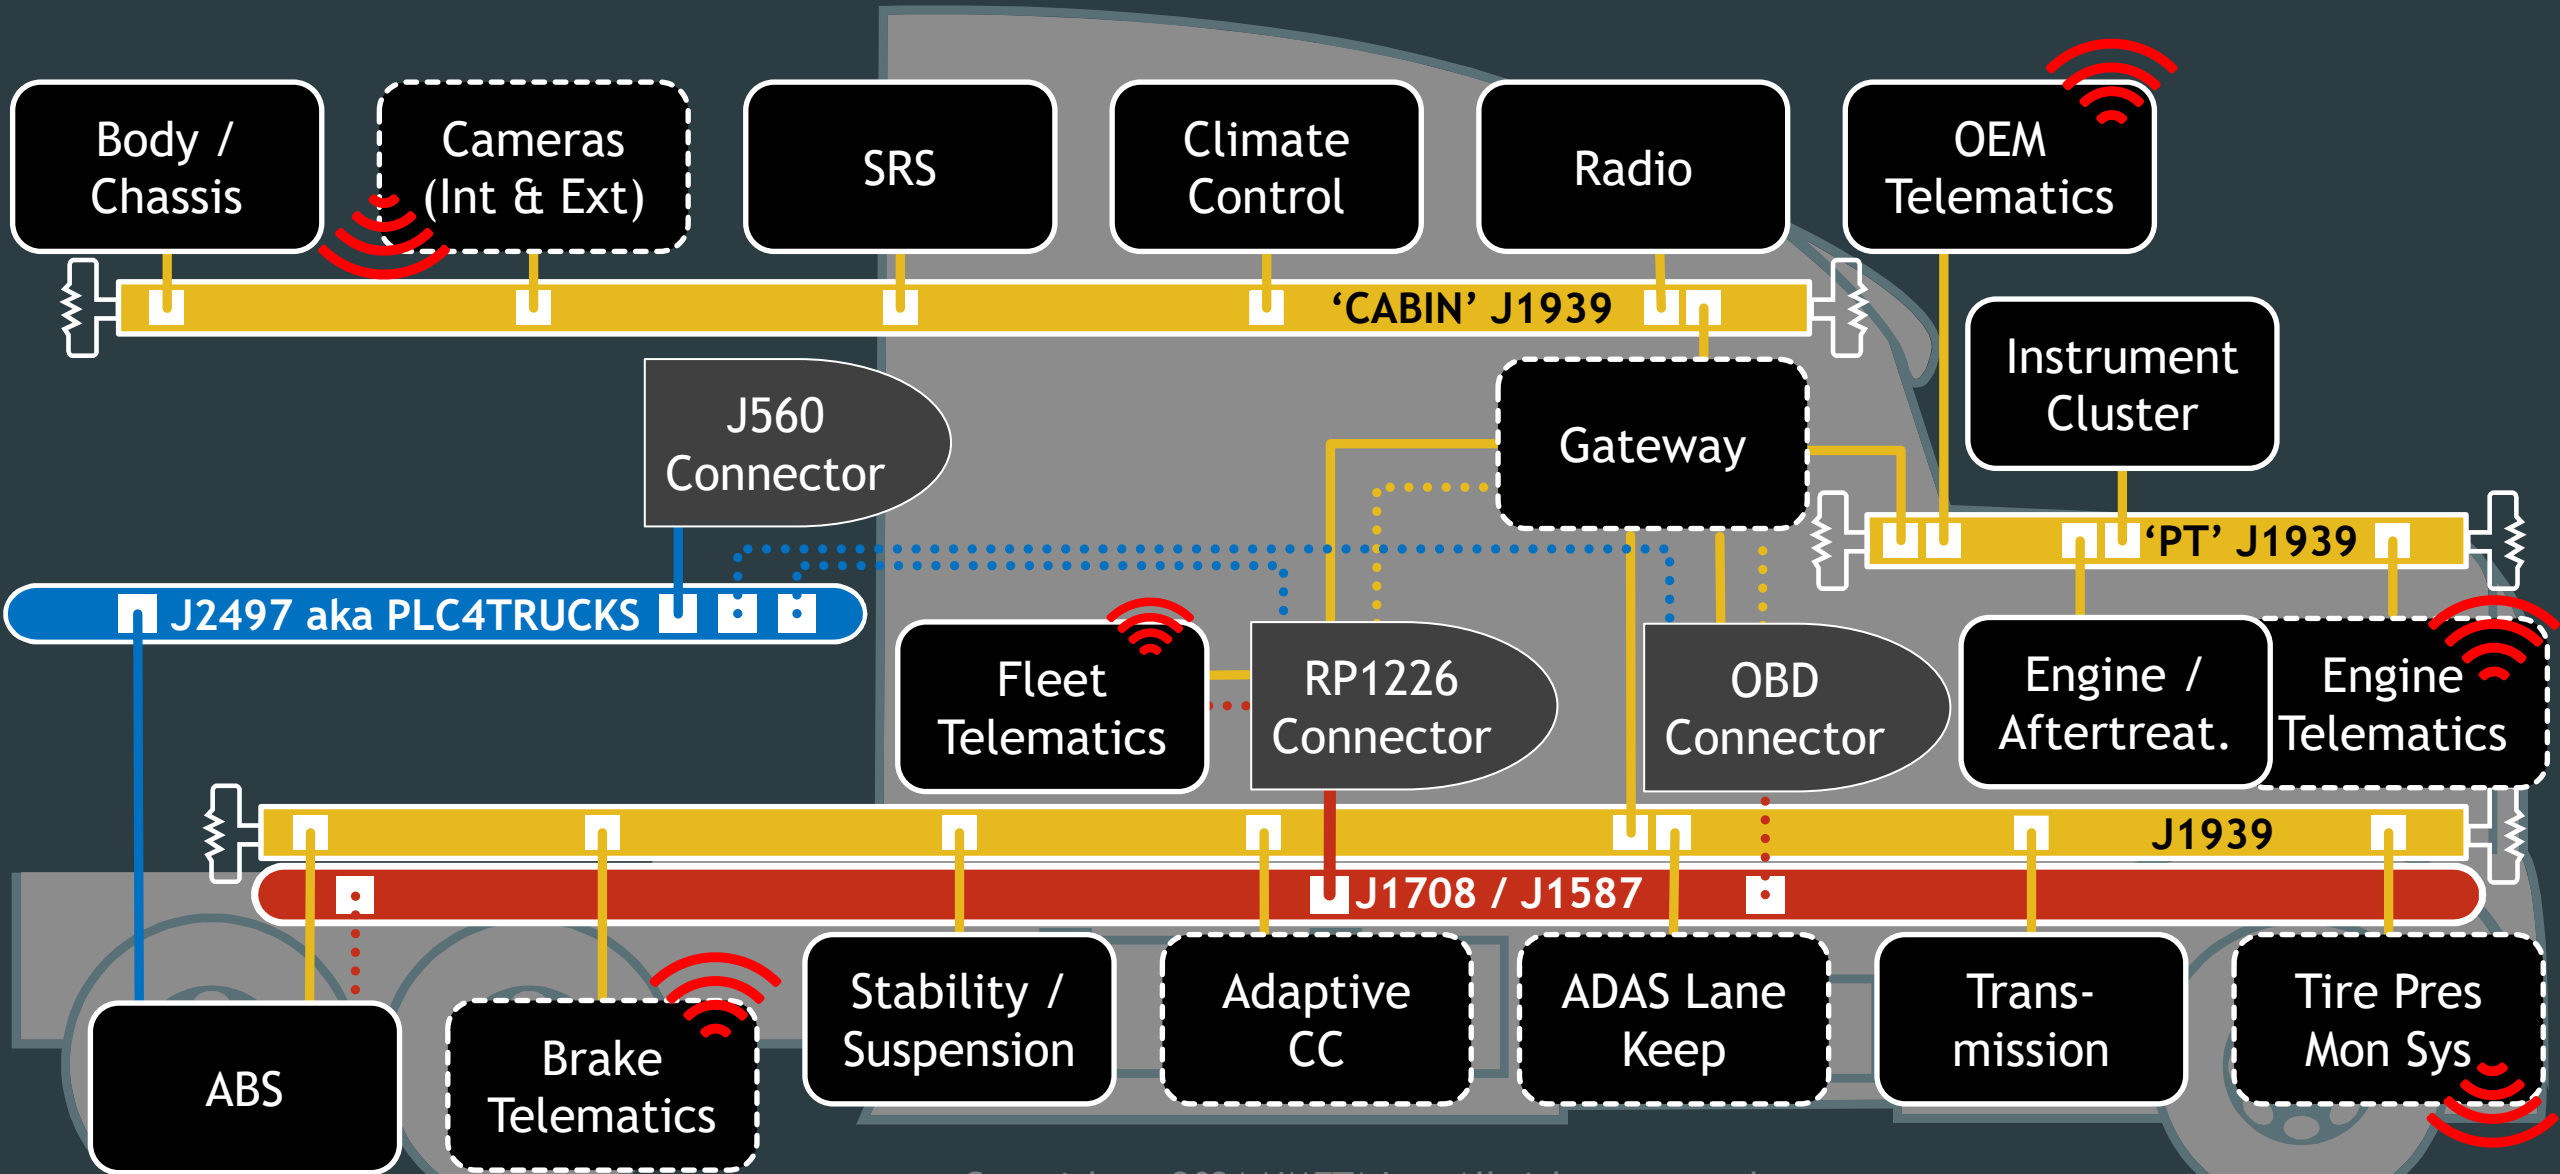 Body /
Chassis
Cameras
(Int & Ext)
SRS
Climate
Control
Radio
OEM
Telematics
‘CABIN’ J1939
Instrument
Cluster
J560
Connector
Gateway
‘PT’ J1939
J2497 aka PLC4TRUCKS
Fleet
Telematics
RP1226
Connector
OBD
Connector
Engine /
Aftertreat.
Engine
Telematics
J1939
J1708 / J1587
ABS
Brake
Telematics
Stability /
Suspension
Adaptive
CC
ADAS Lane
Keep
Trans-
mission
Tire Pres
Mon Sys